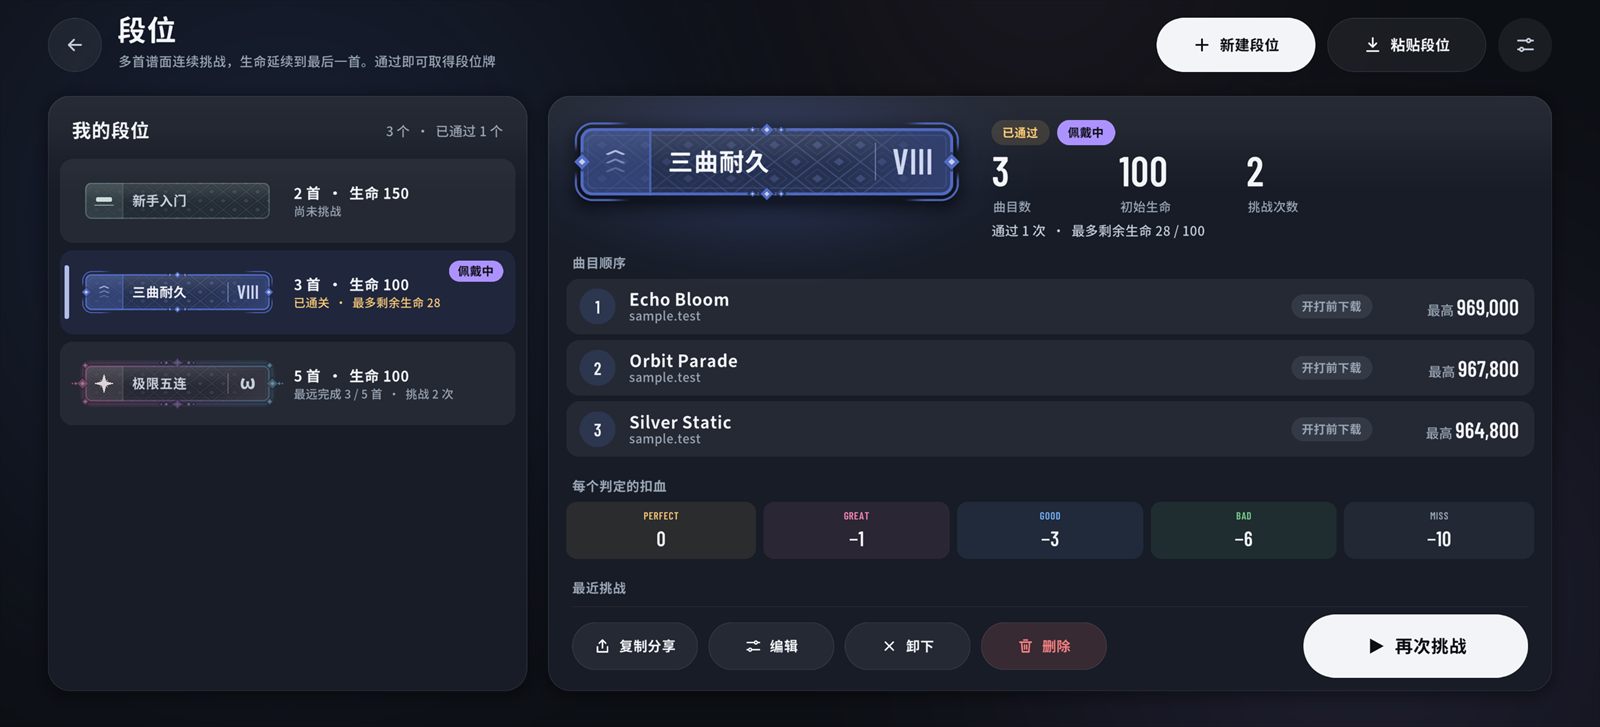 段位
多首谱面连续挑战，生命延续到最后一首。通过即可取得段位牌
新建段位
粘贴段位
我的段位
3 个 · 已通过 1 个
新手入门
2 首 · 生命 150
尚未挑战
三曲耐久
VIII
3 首 · 生命 100
已通关 · 最多剩余生命 28
佩戴中
极限五连
ω
5 首 · 生命 100
最远完成 3 / 5 首 · 挑战 2 次
三曲耐久
VIII
已通过
佩戴中
3
曲目数
100
初始生命
2
挑战次数
通过 1 次 · 最多剩余生命 28 / 100
曲目顺序
1
Echo Bloom
sample.test
开打前下载
最高 969,000
2
Orbit Parade
sample.test
开打前下载
最高 967,800
3
Silver Static
sample.test
开打前下载
最高 964,800
每个判定的扣血
PERFECT
0
GREAT
−1
GOOD
−3
BAD
−6
MISS
−10
最近挑战
复制分享
编辑
卸下
删除
再次挑战